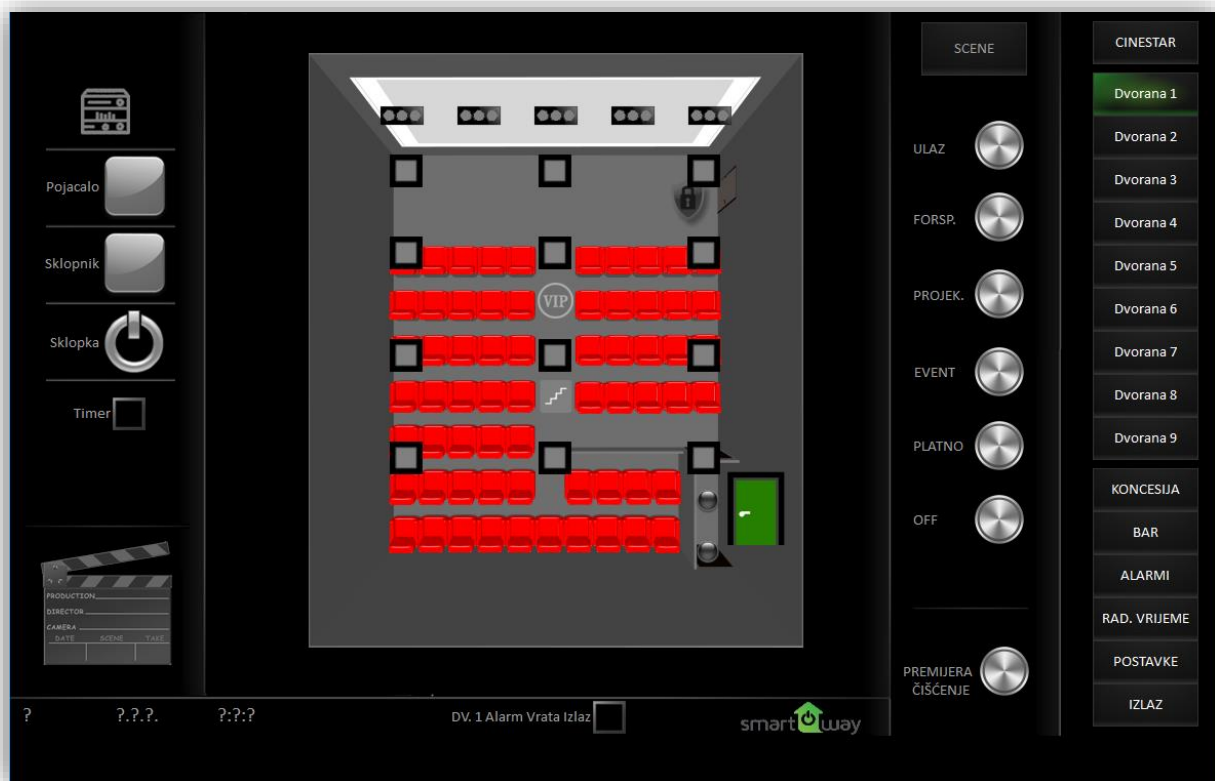 Pojacalo
Sklopnik
Sklopka
Timer
PRODUCTION
DIRECTOR
CAMERA
DATE SCENE TAKE
VIP
SCENE
ULAZ
FORSP.
PROJEK.
EVENT
PLATNO
OFF
PREMIJERA
ČIŠĆENJE
CINESTAR
Dvorana 1
Dvorana 2
Dvorana 3
Dvorana 4
Dvorana 5
Dvorana 6
Dvorana 7
Dvorana 8
Dvorana 9
KONCESIJA
BAR
ALARMI
RAD. VRIJEME
POSTAVKE
IZLAZ
? ?.?.?. ?:?:?
DV. 1 Alarm Vrata Izlaz
smart way